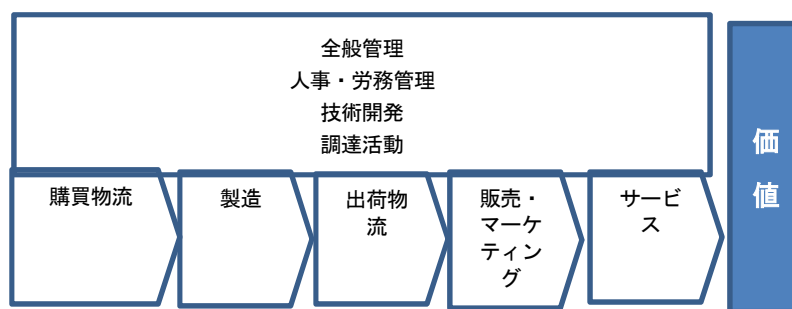 全般管理
人事・労務管理
技術開発
調達活動
購買物流
製造
出荷物
流
販売・
マーケ
ティン
グ
サービ
ス
価
値